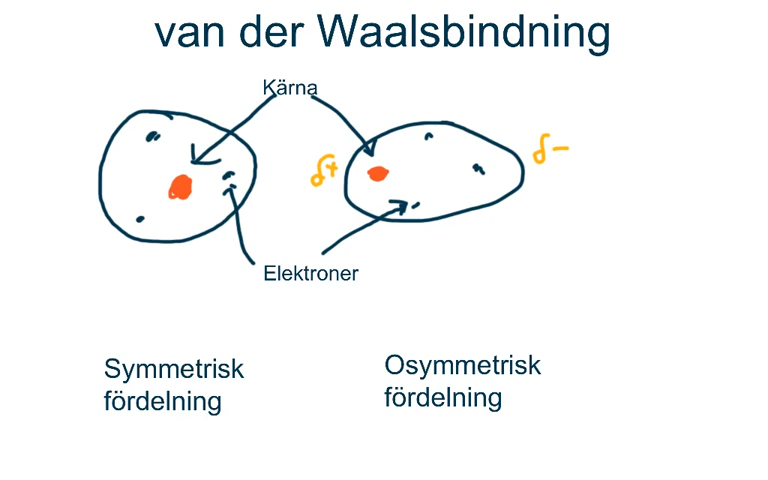 van der Waalsbindning
Kärna
δ+
δ-
Elektroner
Symmetrisk
fördelning
Osymmetrisk
fördelning